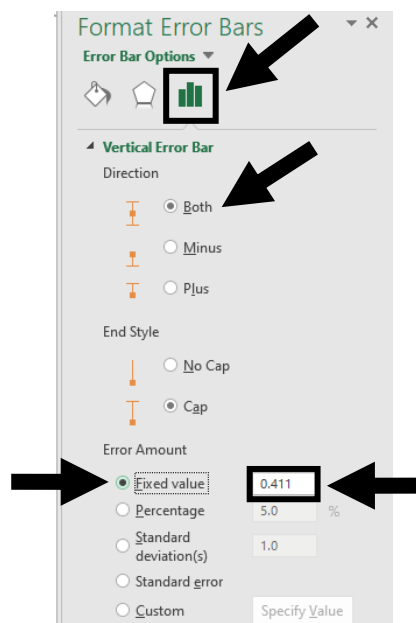 Format Error Bars
Error Bar Options
Vertical Error Bar
Direction
Both
Minus
Plus
End Style
No Cap
Cap
Error Amount
Fixed value 0.411
Percentage 5.0 %
Standard
deviation(s) 1.0
Standard error
Custom Specify Value